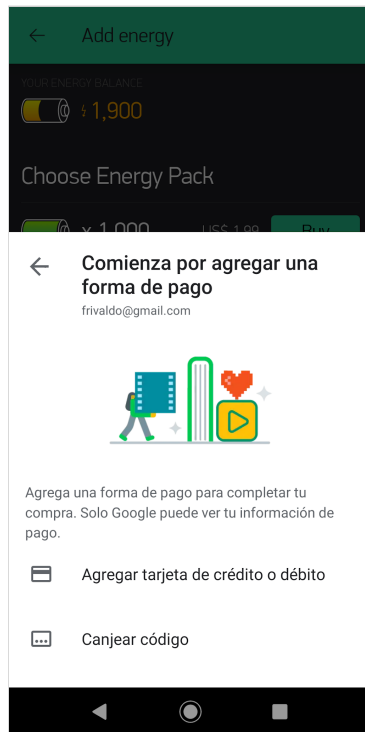 Add energy
YOUR ENERGY BALANCE
1,900
Choose Energy Pack
x 1,000 US$ 1.99 Buy
Comienza por agregar una
forma de pago
frivaldo@gmail.com
Agrega una forma de pago para completar tu
compra. Solo Google puede ver tu información de
pago.
Agregar tarjeta de crédito o débito
Canjear código